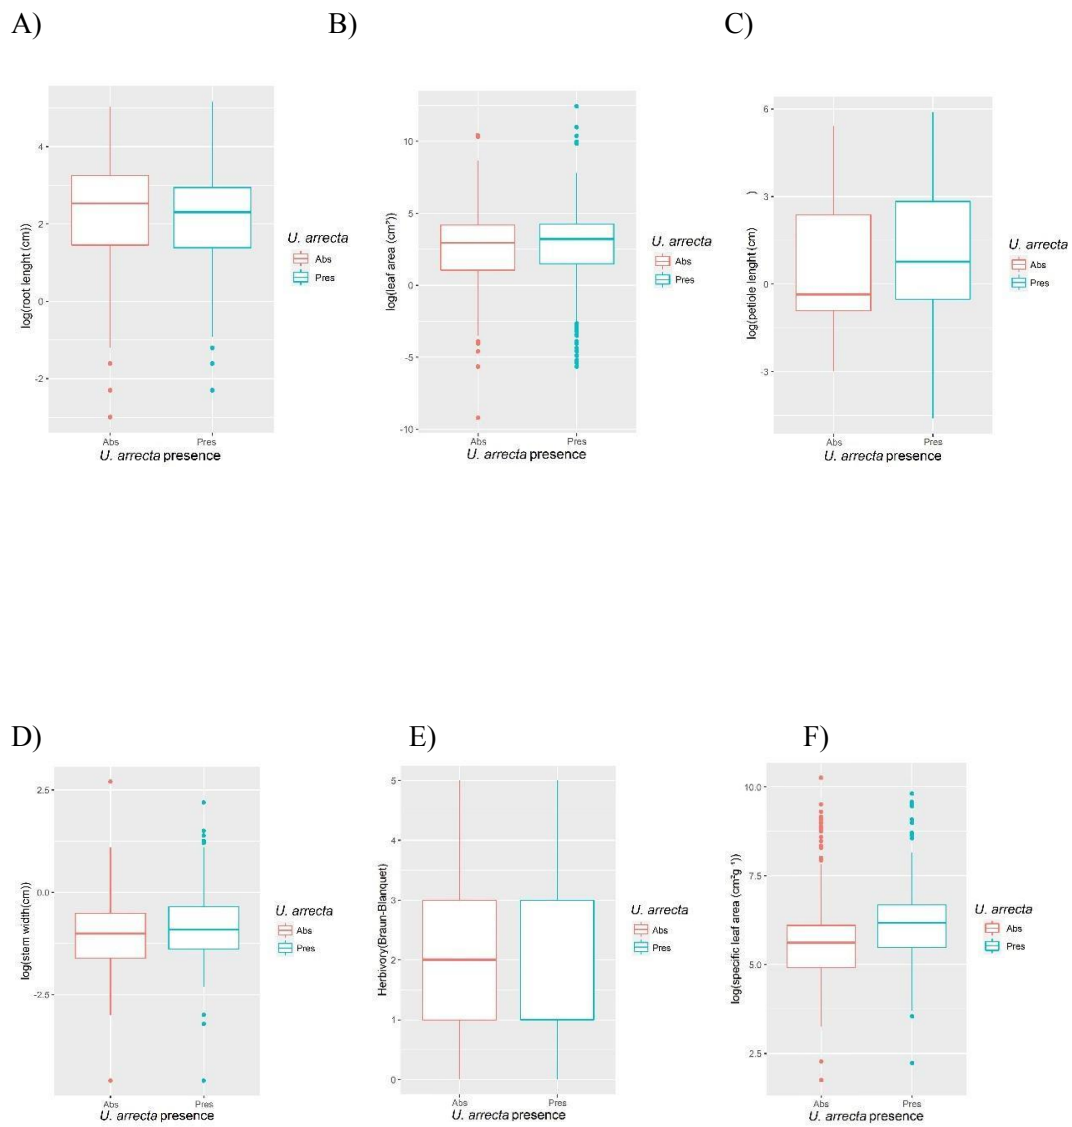 A)
B)
C)
log(root lenght (cm))
4
2
0
-2
Abs
Pres
U. arrecta presence
U. arrecta
Abs
Pres
log(leaf area (cm²))
10
5
0
-5
-10
Abs
Pres
U. arrecta presence
U. arrecta
Abs
Pres
log(petiole lenght (cm)
)
6
3
0
-3
Abs
Pres
U. arrecta presence
U. arrecta
Abs
Pres
D)
E)
F)
log(stem width(cm))
2.5
0.0
-2.5
Abs
Pres
U. arrecta presence
U. arrecta
Abs
Pres
Herbivory(Braun-Blanquet)
5
4
3
2
1
0
Abs
Pres
U. arrecta presence
U. arrecta
Abs
Pres
log(specific leaf area (cm²g⁻¹))
10.0
7.5
5.0
2.5
Abs
Pres
U. arrecta presence
U. arrecta
Abs
Pres